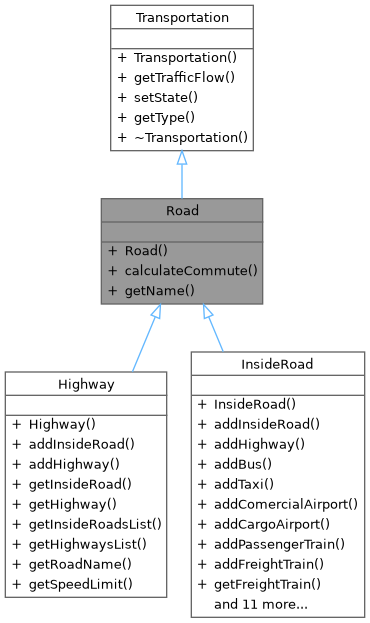 Transportation
+ Transportation()
+ getTrafficFlow()
+ setState()
+ getType()
+ ~Transportation()
Road
+ Road()
+ calculateCommute()
+ getName()
Highway
+ Highway()
+ addInsideRoad()
+ addHighway()
+ getInsideRoad()
+ getHighway()
+ getInsideRoadsList()
+ getHighwaysList()
+ getRoadName()
+ getSpeedLimit()
InsideRoad
+ InsideRoad()
+ addInsideRoad()
+ addHighway()
+ addBus()
+ addTaxi()
+ addComercialAirport()
+ addCargoAirport()
+ addPassengerTrain()
+ addFreightTrain()
+ getFreightTrain()
and 11 more...